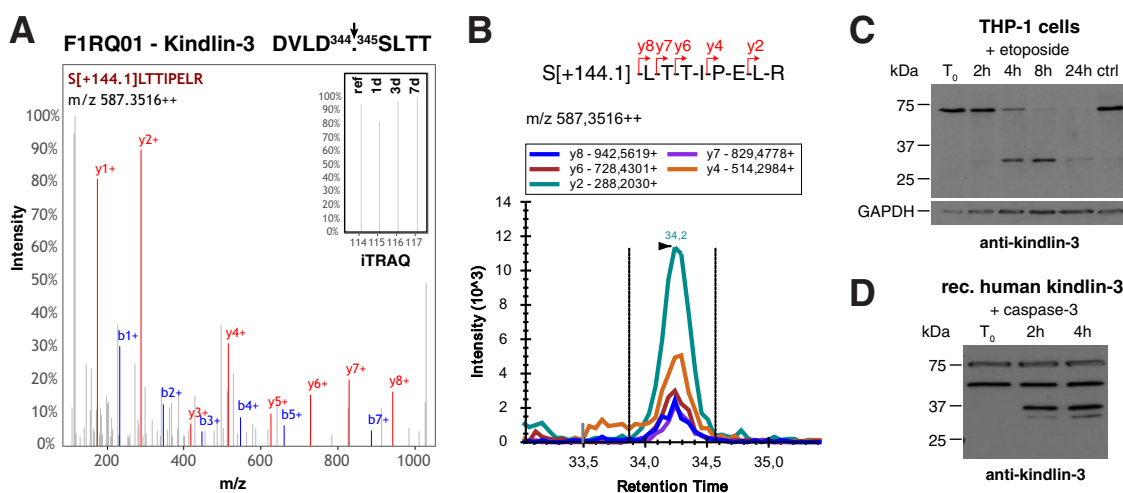 A
F1RQ01 - Kindlin-3 DVLD³⁴⁴.³⁴⁵SLTT
S[+144.1]LTTIPELR
m/z 587.3516++
ref 1d 3d 7d
100%
90%
80%
70%
60%
50%
40%
30%
20%
10%
0%
114 115 116 117
iTRAQ
100%
90%
80%
70%
60%
50%
40%
30%
20%
10%
0%
Intensity
y1+
y2+
b1+
b2+
y3+
b3+
y4+
b4+
y5+
b5+
y6+
y7+
b7+
y8+
200 400 600 800 1000
m/z
B
y8 y7 y6 y4 y2
S[+144.1]-L-T-T-I-P-E-L-R
m/z 587,3516++
y8 - 942,5619+ y7 - 829,4778+
y6 - 728,4301+ y4 - 514,2984+
y2 - 288,2030+
14
12
10
8
6
4
2
0
Intensity (10^3)
34,2
33,5 34,0 34,5 35,0
Retention Time
C
THP-1 cells
+ etoposide
kDa T₀ 2h 4h 8h 24h ctrl
75
37
25
GAPDH
anti-kindlin-3
D
rec. human kindlin-3
+ caspase-3
kDa T₀ 2h 4h
75
37
25
anti-kindlin-3